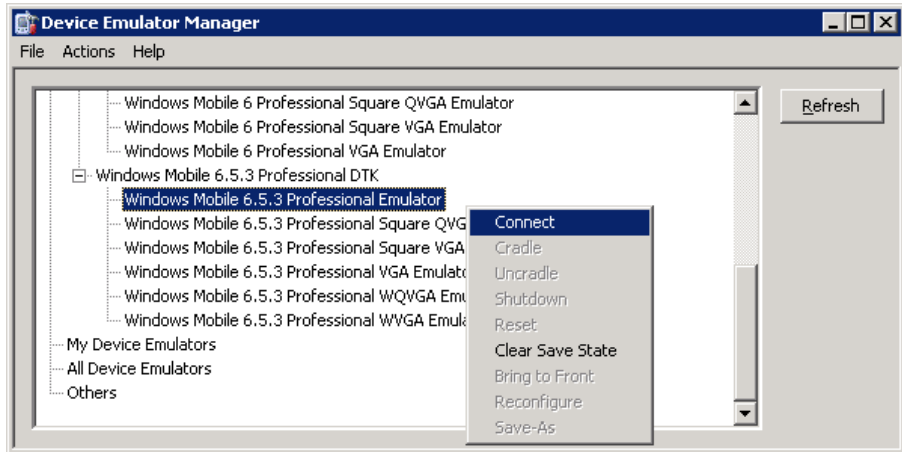 Device Emulator Manager
File Actions Help
Windows Mobile 6 Professional Square QVGA Emulator
Refresh
Windows Mobile 6 Professional Square VGA Emulator
Windows Mobile 6 Professional VGA Emulator
Windows Mobile 6.5.3 Professional DTK
Windows Mobile 6.5.3 Professional Emulator
Windows Mobile 6.5.3 Professional Square QVG
Windows Mobile 6.5.3 Professional Square VGA
Windows Mobile 6.5.3 Professional VGA Emulat
Windows Mobile 6.5.3 Professional WQVGA Em
Windows Mobile 6.5.3 Professional WVGA Emul
My Device Emulators
All Device Emulators
Others
Connect
Cradle
Uncradle
Shutdown
Reset
Clear Save State
Bring to Front
Reconfigure
Save-As